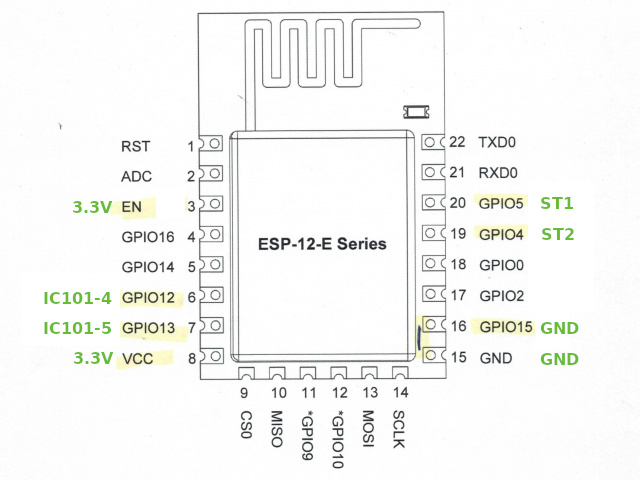 RST 1
ADC 2
3.3V EN 3
GPIO16 4
GPIO14 5
IC101-4 GPIO12 6
IC101-5 GPIO13 7
3.3V VCC 8
ESP-12-E Series
22 TXD0
21 RXD0
20 GPIO5 ST1
19 GPIO4 ST2
18 GPIO0
17 GPIO2
16 GPIO15 GND
15 GND GND
9 10 11 12 13 14
CS0
MISO
*GPIO9
*GPIO10
MOSI
SCLK